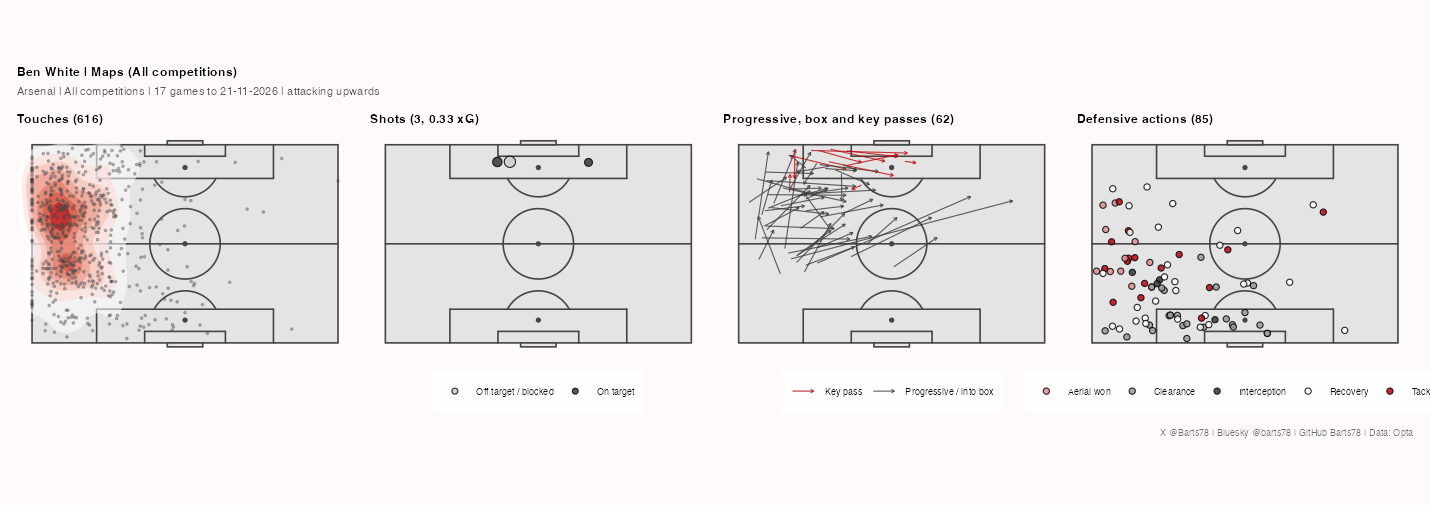 Ben White | Maps (All competitions)
Arsenal | All competitions | 17 games to 21-11-2026 | attacking upwards
Touches (616)
Shots (3, 0.33 xG)
Progressive, box and key passes (62)
Defensive actions (85)
Off target / blocked
On target
Key pass
Progressive / into box
Aerial won
Clearance
Interception
Recovery
Tack
X @Barts78 | Bluesky @barts78 | GitHub Barts78 | Data: Opta